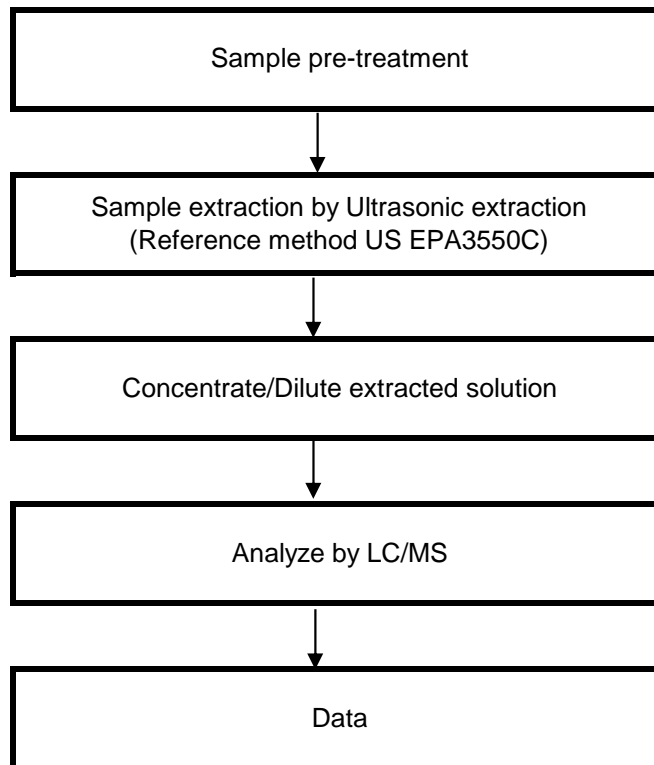 Sample pre-treatment
Sample extraction by Ultrasonic extraction
(Reference method US EPA3550C)
Concentrate/Dilute extracted solution
Analyze by LC/MS
Data